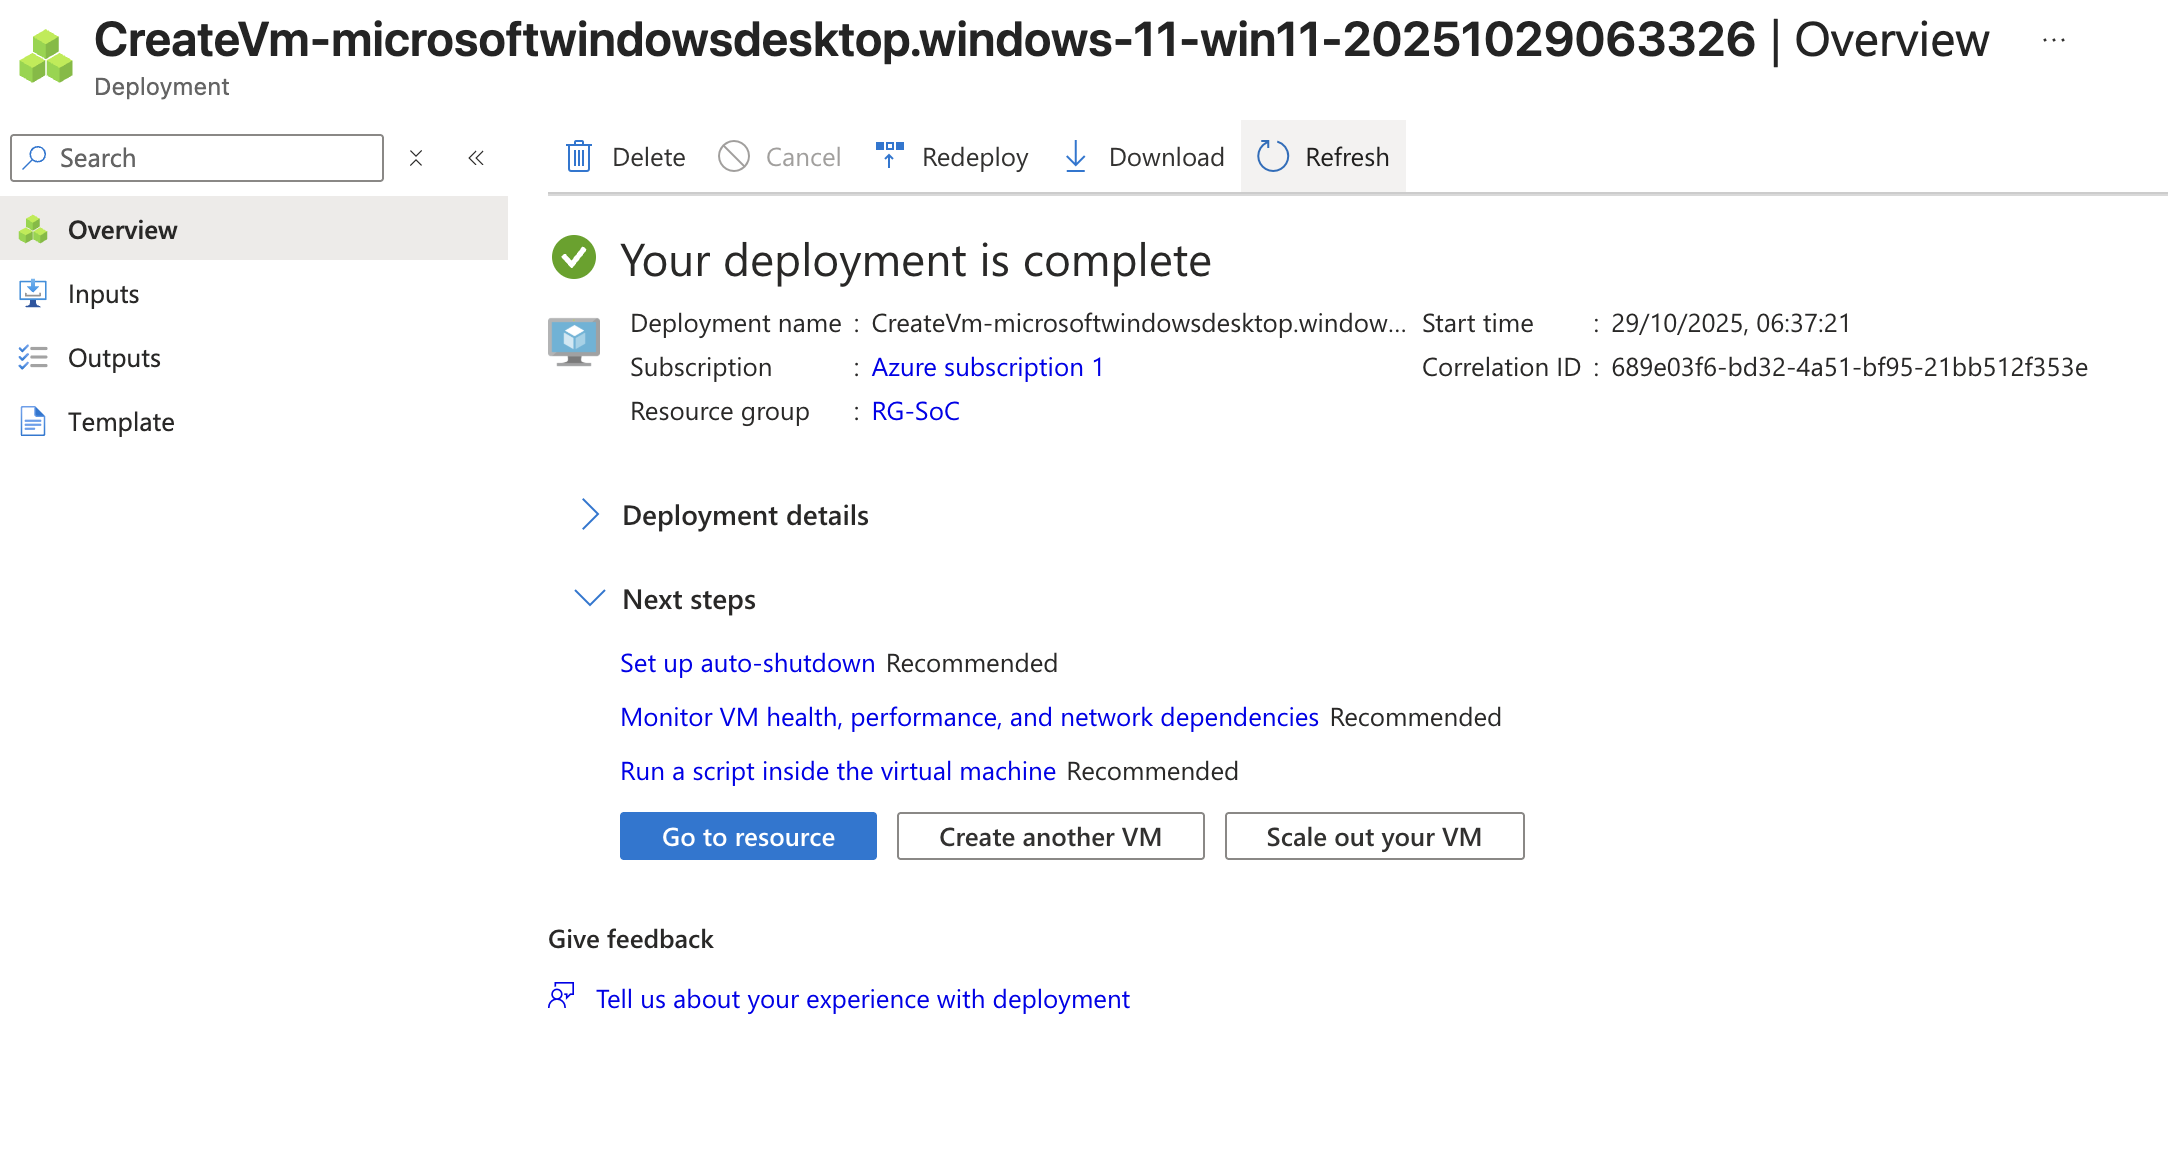 CreateVm-microsoftwindowsdesktop.windows-11-win11-20251029063326 | Overview ...
Deployment
Search
Overview
Inputs
Outputs
Template
Delete Cancel Redeploy Download Refresh
Your deployment is complete
Deployment name : CreateVm-microsoftwindowsdesktop.window... Start time : 29/10/2025, 06:37:21
Subscription : Azure subscription 1 Correlation ID : 689e03f6-bd32-4a51-bf95-21bb512f353e
Resource group : RG-SoC
Deployment details
Next steps
Set up auto-shutdown Recommended
Monitor VM health, performance, and network dependencies Recommended
Run a script inside the virtual machine Recommended
Go to resource Create another VM Scale out your VM
Give feedback
Tell us about your experience with deployment